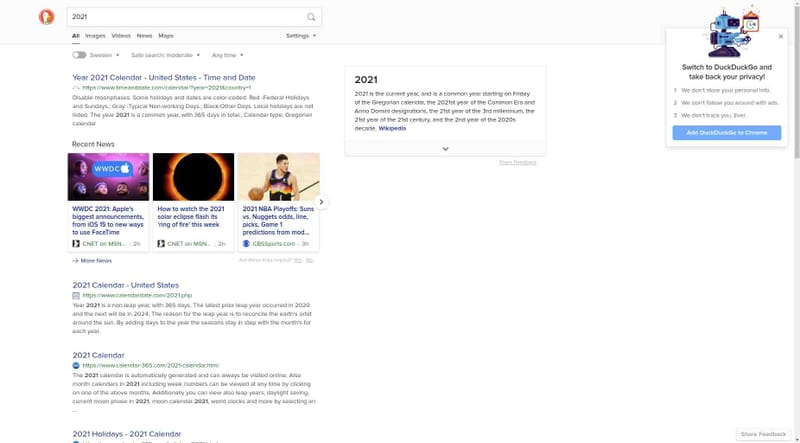 2021
All Images Videos News Maps Settings
Sweden Safe search: moderate Any time
Year 2021 Calendar - United States - Time and Date
https://www.timeanddate.com/calendar/?year=2021&country=1
Disable moonphases. Some holidays and dates are color-coded: Red -Federal Holidays
and Sundays.; Gray -Typical Non-working Days.; Black-Other Days. Local holidays are not
listed. The year 2021 is a common year, with 365 days in total.; Calendar type: Gregorian
calendar
Recent News
WWDC
WWDC 2021: Apple's
biggest announcements,
from iOS 15 to new ways
to use FaceTime
CNET on MSN... 2h
How to watch the 2021
solar eclipse flash its
'ring of fire' this week
CNET on MSN... 2h
2021 NBA Playoffs: Suns
vs. Nuggets odds, line,
picks, Game 1
predictions from mod...
CBSSports.com 3h
More News
Are these links helpful? Yes No
2021 Calendar - United States
https://www.calendardate.com/2021.php
Year 2021 is a non-leap year, with 365 days. The latest prior leap year occurred in 2020
and the next will be in 2024. The reason for the leap year is to reconcile the earth's orbit
around the sun. By adding days to the year the seasons stay in step with the month's for
each year.
2021 Calendar
https://www.calendar-365.com/2021-calendar.html
The 2021 calendar is automatically generated and can always be visited online. Also
month calendars in 2021 including week numbers can be viewed at any time by clicking
on one of the above months. Additionally you can view also leap years, daylight saving,
current moon phase in 2021, moon calendar 2021, world clocks and more by selecting an
...
2021 Holidays - 2021 Calendar
2021
2021 is the current year, and is a common year starting on Friday
of the Gregorian calendar, the 2021st year of the Common Era and
Anno Domini designations, the 21st year of the 3rd millennium, the
21st year of the 21st century, and the 2nd year of the 2020s
decade. Wikipedia
Share Feedback
Switch to DuckDuckGo and
take back your privacy!
1 We don't store your personal info.
2 We don't follow you around with ads.
3 We don't track you. Ever.
Add DuckDuckGo to Chrome
Share Feedback